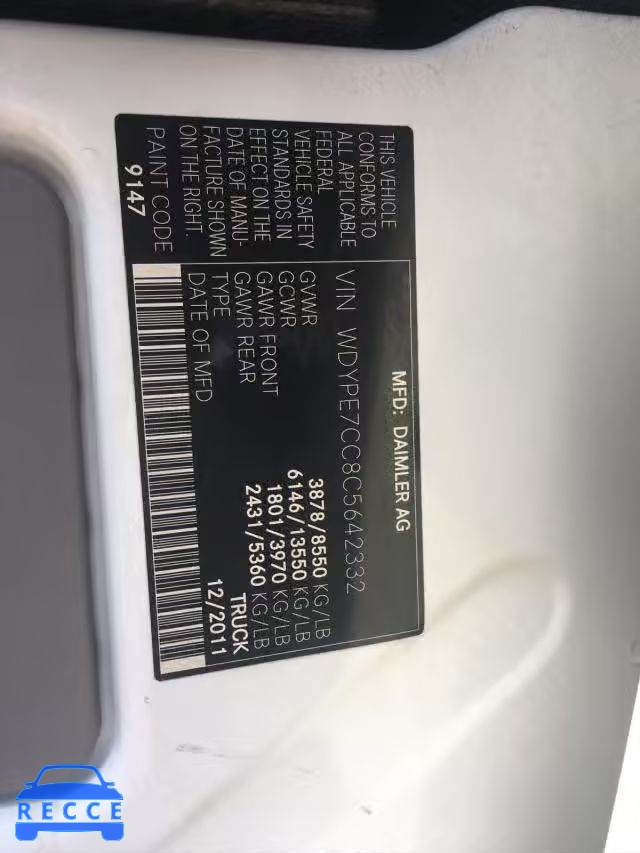 MFD: DAIMLER AG
VIN WDYPE7CC8C5642332
THIS VEHICLE
CONFORMS TO
ALL APPLICABLE
FEDERAL
VEHICLE SAFETY
STANDARDS IN
EFFECT ON THE
DATE OF MANU-
FACTURE SHOWN
ON THE RIGHT.
PAINT CODE
9147
GVWR 3878/8550 KG/LB
GCWR 6146/13550 KG/LB
GAWR FRONT 1801/3970 KG/LB
GAWR REAR 2431/5360 KG/LB
TYPE TRUCK
DATE OF MFD 12/2011
RECCE